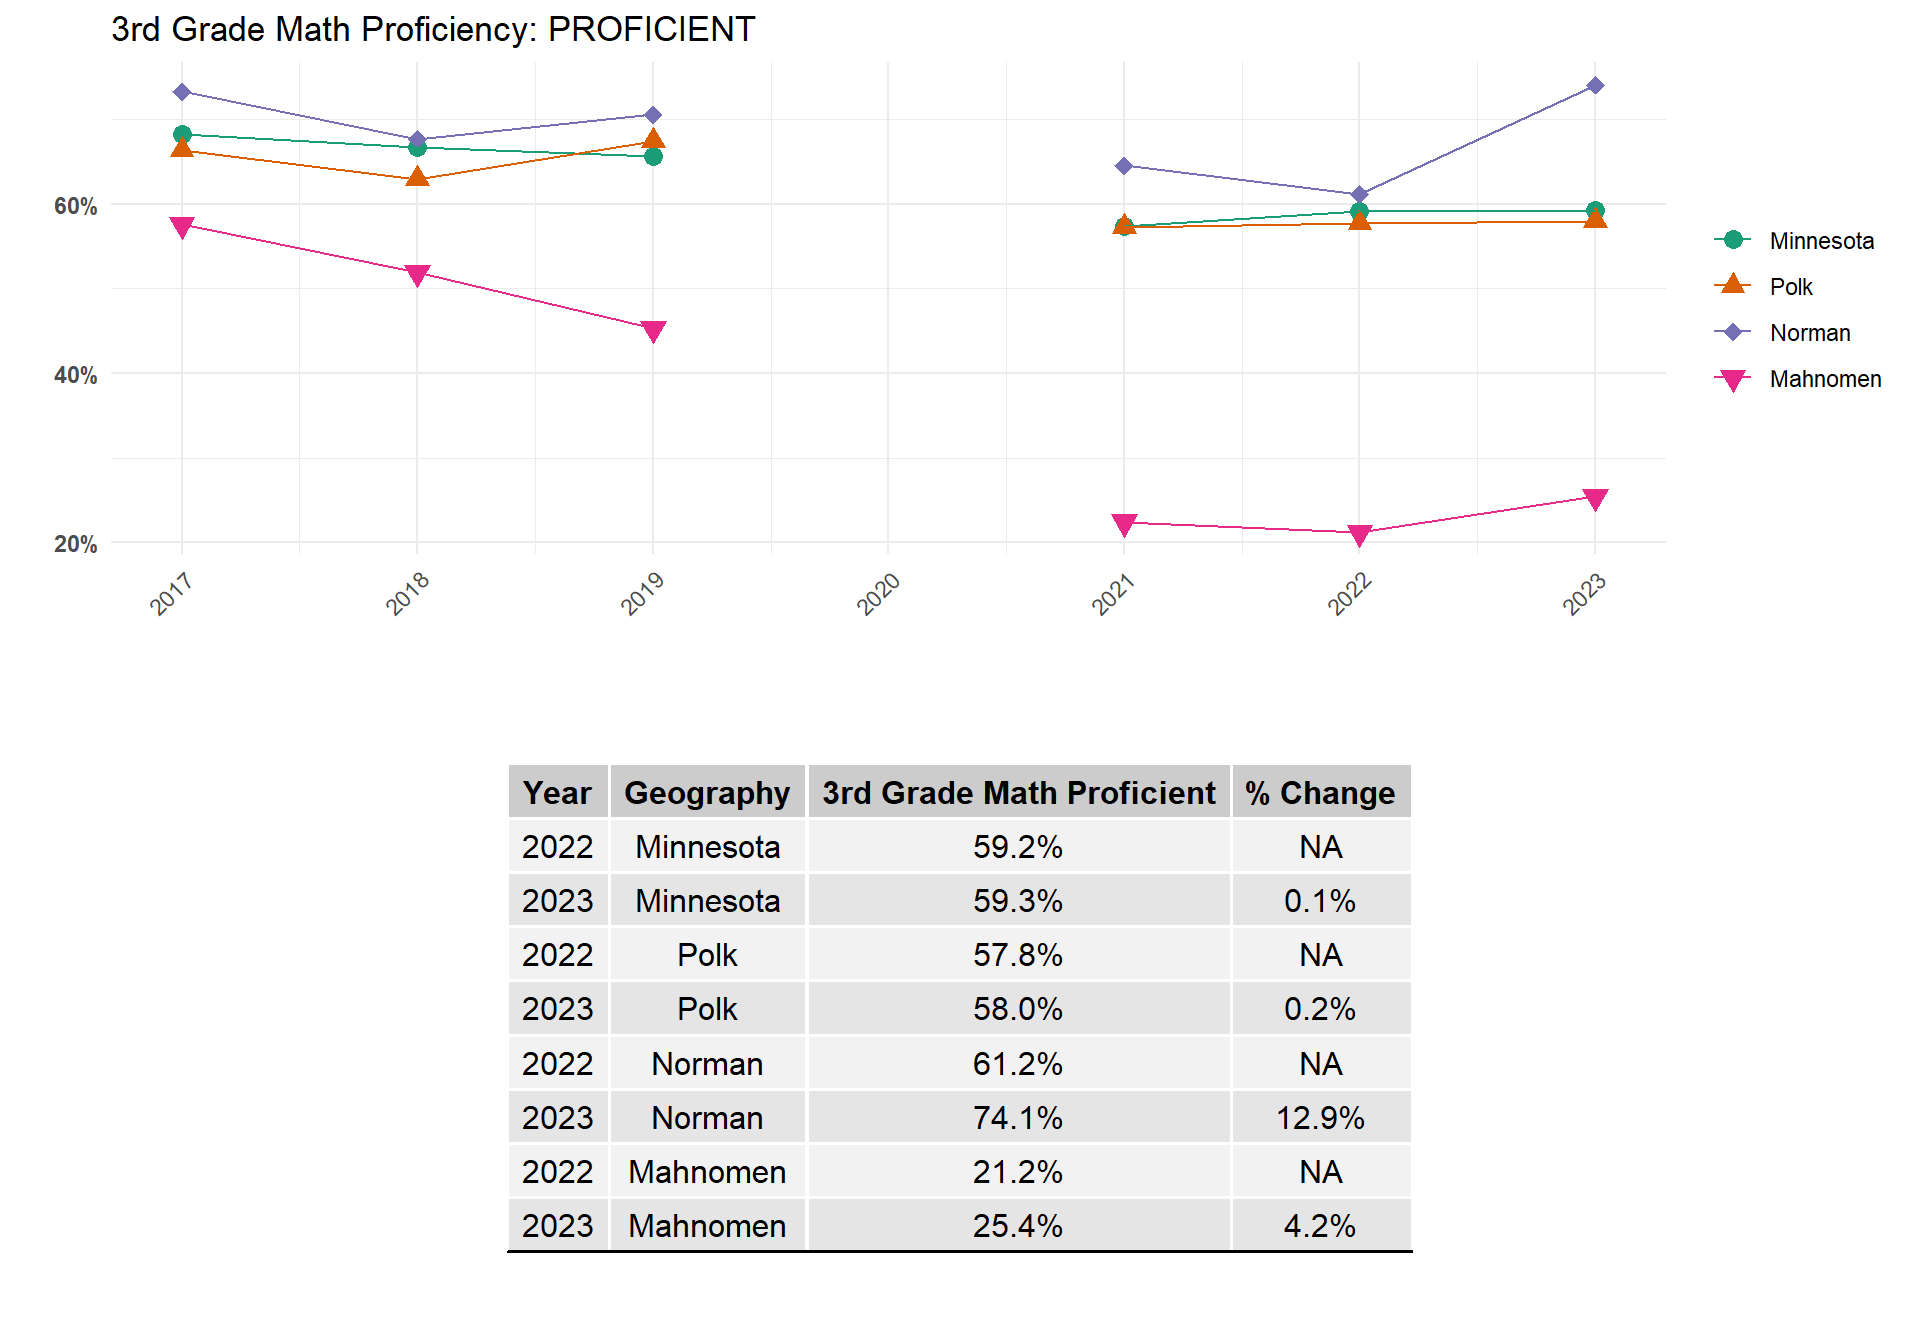 3rd Grade Math Proficiency: PROFICIENT
60%
40%
20%
2017 2018 2019 2020 2021 2022 2023
Minnesota
Polk
Norman
Mahnomen
Year Geography 3rd Grade Math Proficient % Change
2022 Minnesota 59.2% NA
2023 Minnesota 59.3% 0.1%
2022 Polk 57.8% NA
2023 Polk 58.0% 0.2%
2022 Norman 61.2% NA
2023 Norman 74.1% 12.9%
2022 Mahnomen 21.2% NA
2023 Mahnomen 25.4% 4.2%